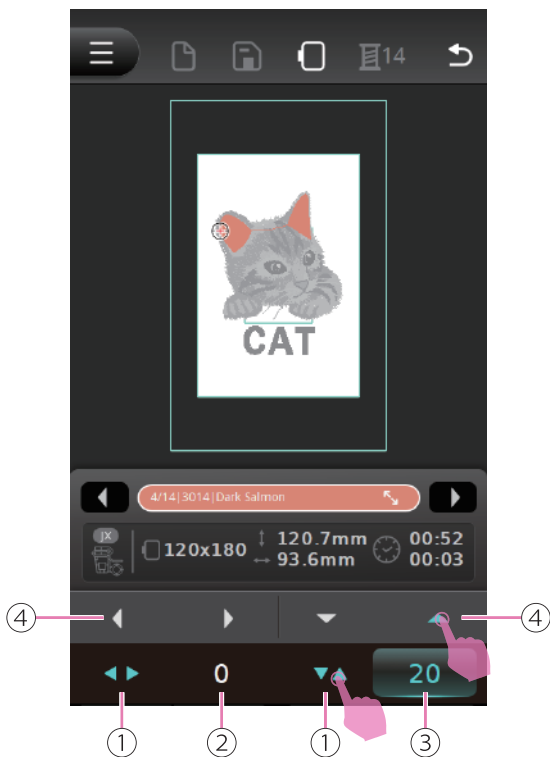 14
CAT
4/14|3014|Dark Salmon
JX
120x180
120.7mm
93.6mm
00:52
00:03
④
④
0
20
①
②
①
③